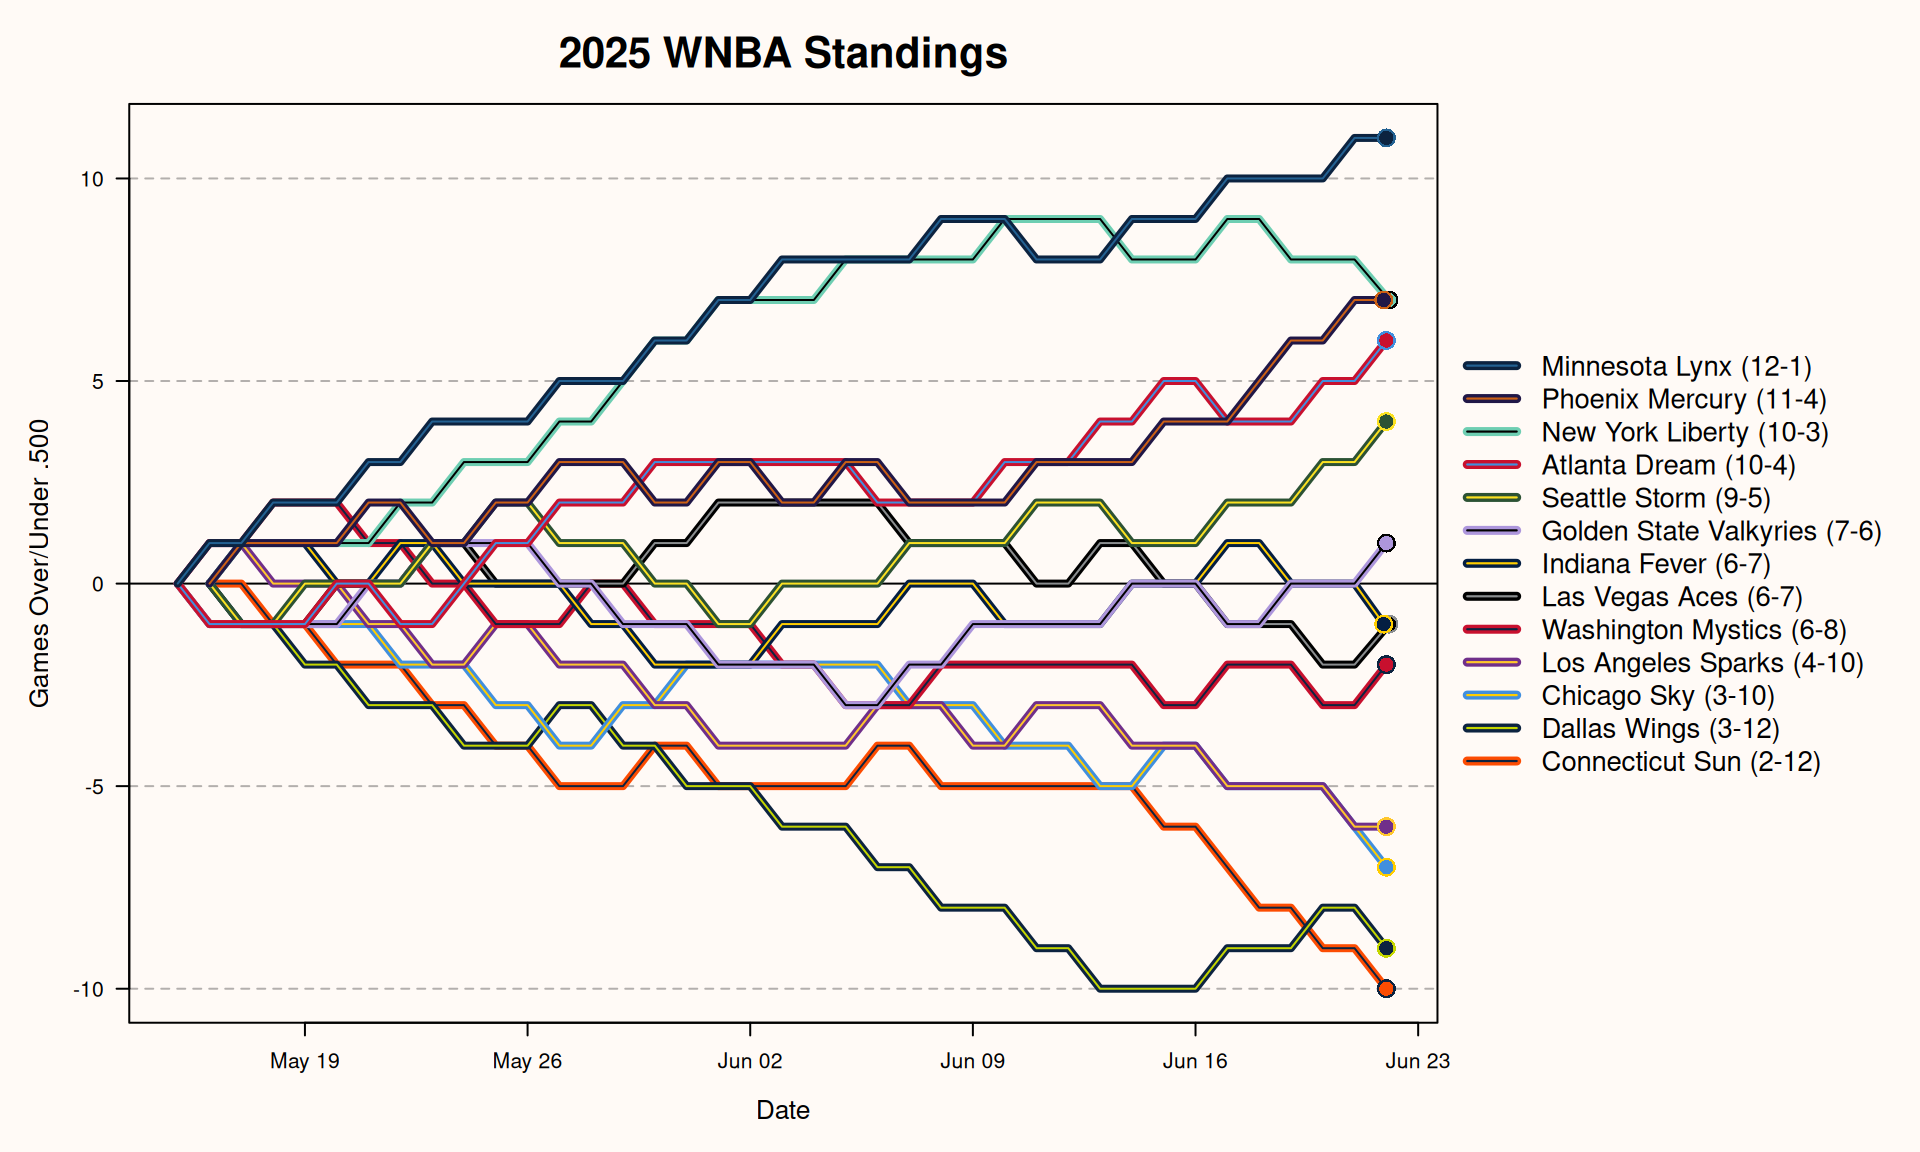 2025 WNBA Standings
Games Over/Under .500
10
5
0
-5
-10
May 19
May 26
Jun 02
Jun 09
Jun 16
Jun 23
Date
Minnesota Lynx (12-1)
Phoenix Mercury (11-4)
New York Liberty (10-3)
Atlanta Dream (10-4)
Seattle Storm (9-5)
Golden State Valkyries (7-6)
Indiana Fever (6-7)
Las Vegas Aces (6-7)
Washington Mystics (6-8)
Los Angeles Sparks (4-10)
Chicago Sky (3-10)
Dallas Wings (3-12)
Connecticut Sun (2-12)